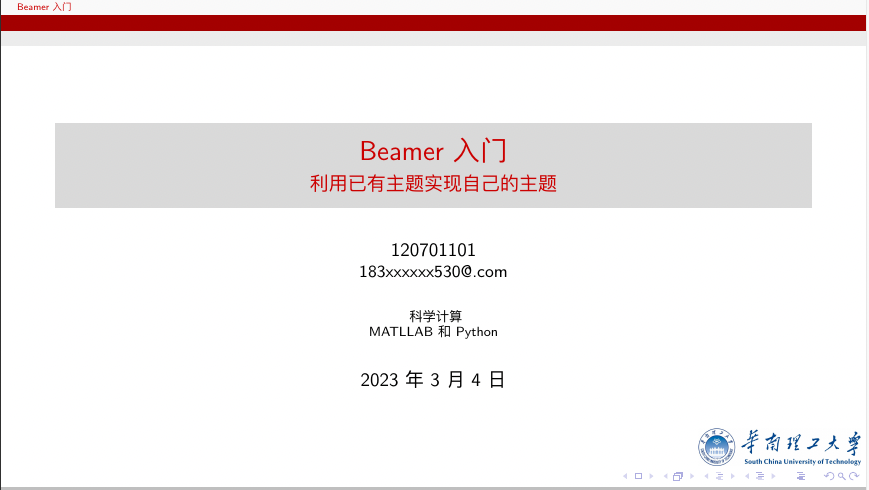 Beamer 入门
Beamer 入门
利用已有主题实现自己的主题
120701101
183xxxxxx530@.com
科学计算
MATLLAB 和 Python
2023 年 3 月 4 日
华南理工大学
South China University of Technology